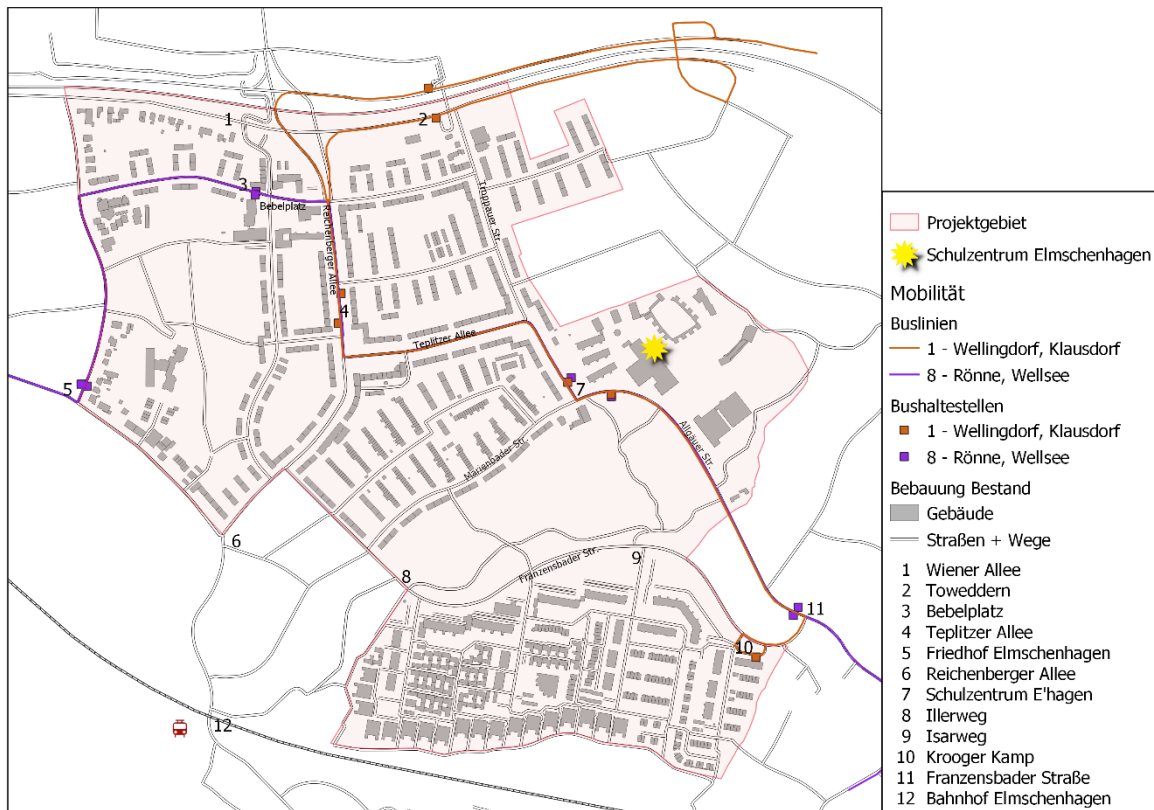 1
2
3
Bebelplatz
Troppauer Str.
Reichenberger Allee
4
Teplitzer Allee
5
7
Marienbader Str.
Allgäuer Str.
6
Franzensbader Str.
9
8
11
10
12
Projektgebiet
Schulzentrum Elmschenhagen
Mobilität
Buslinien
1 - Wellingdorf, Klausdorf
8 - Rönne, Wellsee
Bushaltestellen
1 - Wellingdorf, Klausdorf
8 - Rönne, Wellsee
Bebauung Bestand
Gebäude
Straßen + Wege
1 Wiener Allee
2 Toweddern
3 Bebelplatz
4 Teplitzer Allee
5 Friedhof Elmschenhagen
6 Reichenberger Allee
7 Schulzentrum E'hagen
8 Illerweg
9 Isarweg
10 Krooger Kamp
11 Franzensbader Straße
12 Bahnhof Elmschenhagen